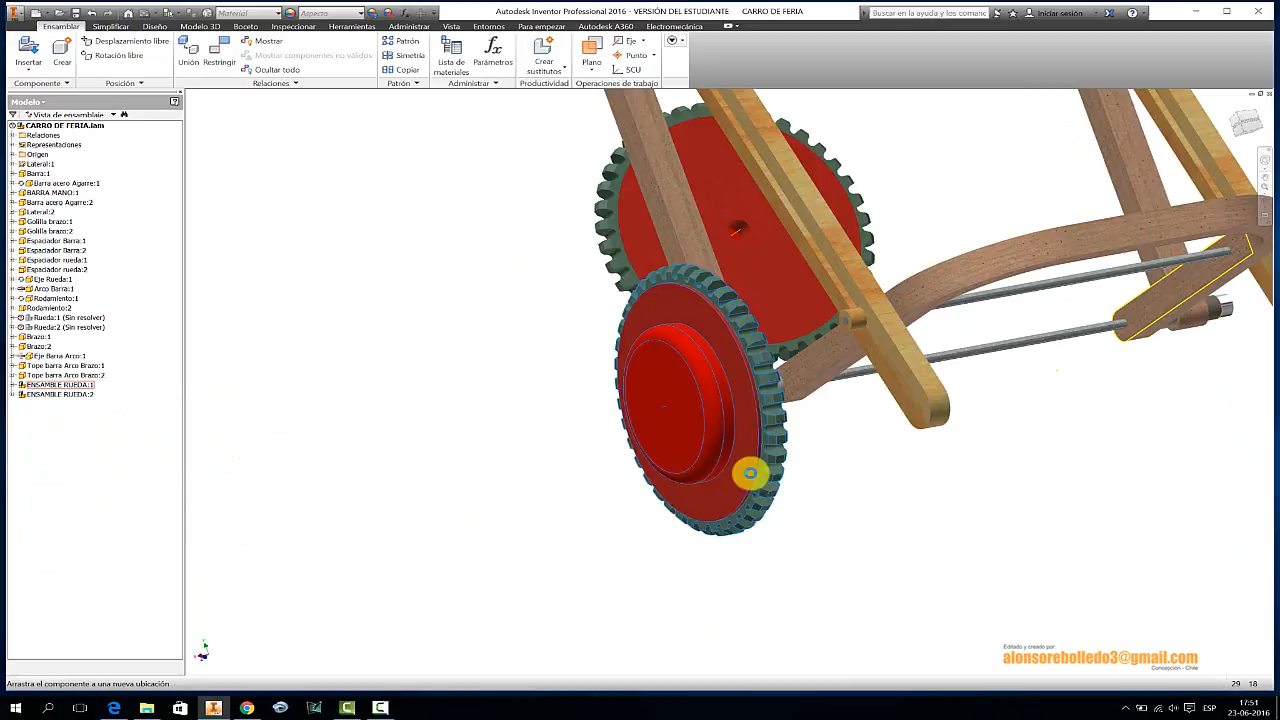 Autodesk Inventor Professional 2016 - VERSIÓN DEL ESTUDIANTE CARRO DE FERIA
Material
Aspecto
Buscar en la ayuda y los comanc
Iniciar sesión
Ensamblar Simplificar Diseño Modelo 3D Boceto Inspeccionar Herramientas Administrar Vista Entornos Para empezar Autodesk A360 Electromecánica
Desplazamiento libre
Rotación libre
Insertar
Crear
Unión
Restringir
Mostrar
Mostrar componentes no válidos
Ocultar todo
Patrón
Simetría
Copiar
Lista de materiales
Parámetros
Crear sustitutos
Plano
Eje
Punto
SCU
Componente
Posición
Relaciones
Patrón
Administrar
Productividad
Operaciones de trabajo
Modelo
Vista de ensamblaje
CARRO DE FERIA.iam
Relaciones
Representaciones
Origen
Lateral:1
Barra:1
Barra acero Agarre:1
BARRA MANO:1
Barra acero Agarre:2
Lateral:2
Golilla brazo:1
Golilla brazo:2
Espaciador Barra:1
Espaciador Barra:2
Espaciador rueda:1
Espaciador rueda:2
Eje Rueda:1
Arco Barra:1
Rodamiento:1
Rodamiento:2
Rueda:1 (Sin resolver)
Rueda:2 (Sin resolver)
Brazo:1
Brazo:2
Eje Barra Arco:1
Tope barra Arco Brazo:1
Tope barra Arco Brazo:2
ENSAMBLE RUEDA:1
ENSAMBLE RUEDA:2
Editado y creado por:
alonsorebolledo3@gmail.com
Concepción - Chile
Arrastra el componente a una nueva ubicación
29 18
ESP
17:51
23-06-2016